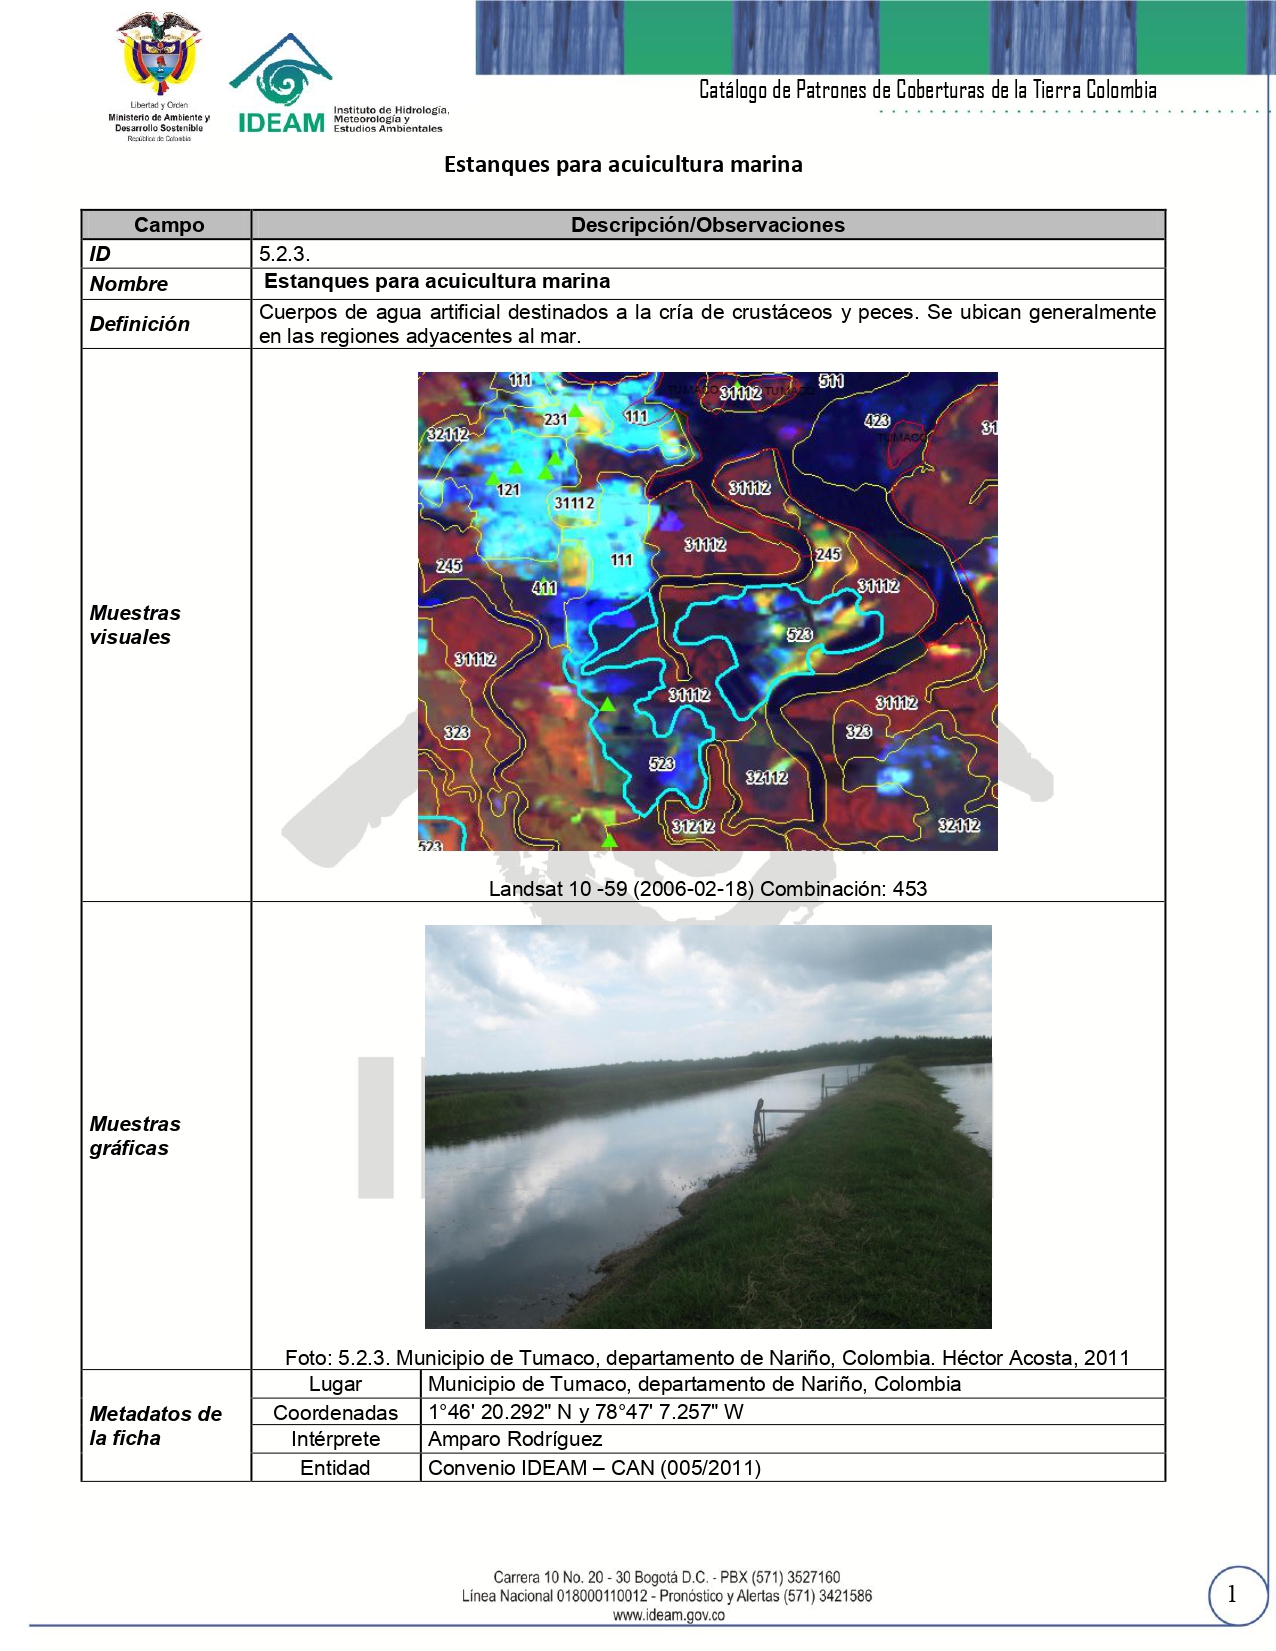 Libertad y Orden
Ministerio de Ambiente y
Desarrollo Sostenible
República de Colombia
IDEAM
Instituto de Hidrología,
Meteorología y
Estudios Ambientales
Catálogo de Patrones de Coberturas de la Tierra Colombia
Estanques para acuicultura marina
Campo Descripción/Observaciones
ID 5.2.3.
Nombre Estanques para acuicultura marina
Definición Cuerpos de agua artificial destinados a la cría de crustáceos y peces. Se ubican generalmente
en las regiones adyacentes al mar.
Muestras
visuales
111 TUMACO 31112 TUMACO 511
231 111 423
32112 TUMACO 31
121 31112 31112
245 111 31112 245
411 31112
523
31112 31112 31112
323 323
523 32112
31212 32112
523
Landsat 10 -59 (2006-02-18) Combinación: 453
Muestras
gráficas
Foto: 5.2.3. Municipio de Tumaco, departamento de Nariño, Colombia. Héctor Acosta, 2011
Metadatos de
la ficha
Lugar Municipio de Tumaco, departamento de Nariño, Colombia
Coordenadas 1°46' 20.292" N y 78°47' 7.257" W
Intérprete Amparo Rodríguez
Entidad Convenio IDEAM – CAN (005/2011)
Carrera 10 No. 20 - 30 Bogotá D.C. - PBX (571) 3527160
Línea Nacional 018000110012 - Pronóstico y Alertas (571) 3421586
www.ideam.gov.co
1